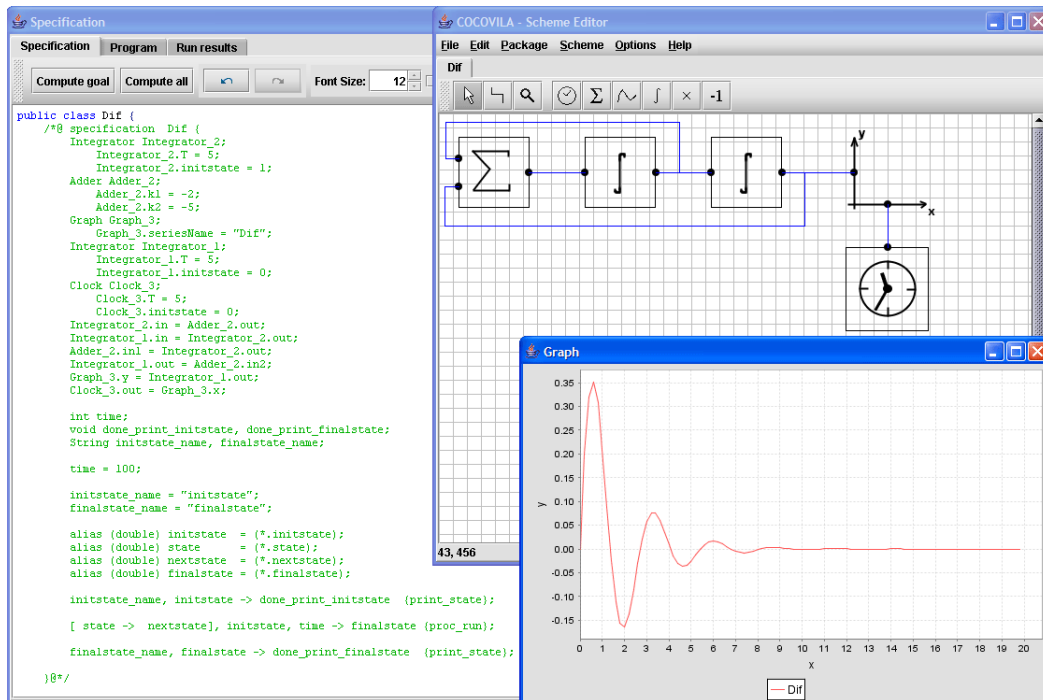 Specification
Specification Program Run results
Compute goal Compute all Font Size: 12
public class Dif {
/*@ specification Dif {
Integrator Integrator_2;
Integrator_2.T = 5;
Integrator_2.initstate = 1;
Adder Adder_2;
Adder_2.k1 = -2;
Adder_2.k2 = -5;
Graph Graph_3;
Graph_3.seriesName = "Dif";
Integrator Integrator_1;
Integrator_1.T = 5;
Integrator_1.initstate = 0;
Clock Clock_3;
Clock_3.T = 5;
Clock_3.initstate = 0;
Integrator_2.in = Adder_2.out;
Integrator_1.in = Integrator_2.out;
Adder_2.in1 = Integrator_2.out;
Integrator_1.out = Adder_2.in2;
Graph_3.y = Integrator_1.out;
Clock_3.out = Graph_3.x;
int time;
void done_print_initstate, done_print_finalstate;
String initstate_name, finalstate_name;
time = 100;
initstate_name = "initstate";
finalstate_name = "finalstate";
alias (double) initstate = (*.initstate);
alias (double) state = (*.state);
alias (double) nextstate = (*.nextstate);
alias (double) finalstate = (*.finalstate);
initstate_name, initstate -> done_print_initstate {print_state};
[ state -> nextstate], initstate, time -> finalstate {proc_run};
finalstate_name, finalstate -> done_print_finalstate {print_state};
}@*/
COCOVILA - Scheme Editor
File Edit Package Scheme Options Help
Dif
Σ ∫ × -1
Σ ∫ ∫ y
x
43, 456
Graph
0.35
0.30
0.25
0.20
0.15
0.10
0.05
0.00
-0.05
-0.10
-0.15
y
0 1 2 3 4 5 6 7 8 9 10 11 12 13 14 15 16 17 18 19 20
x
Dif